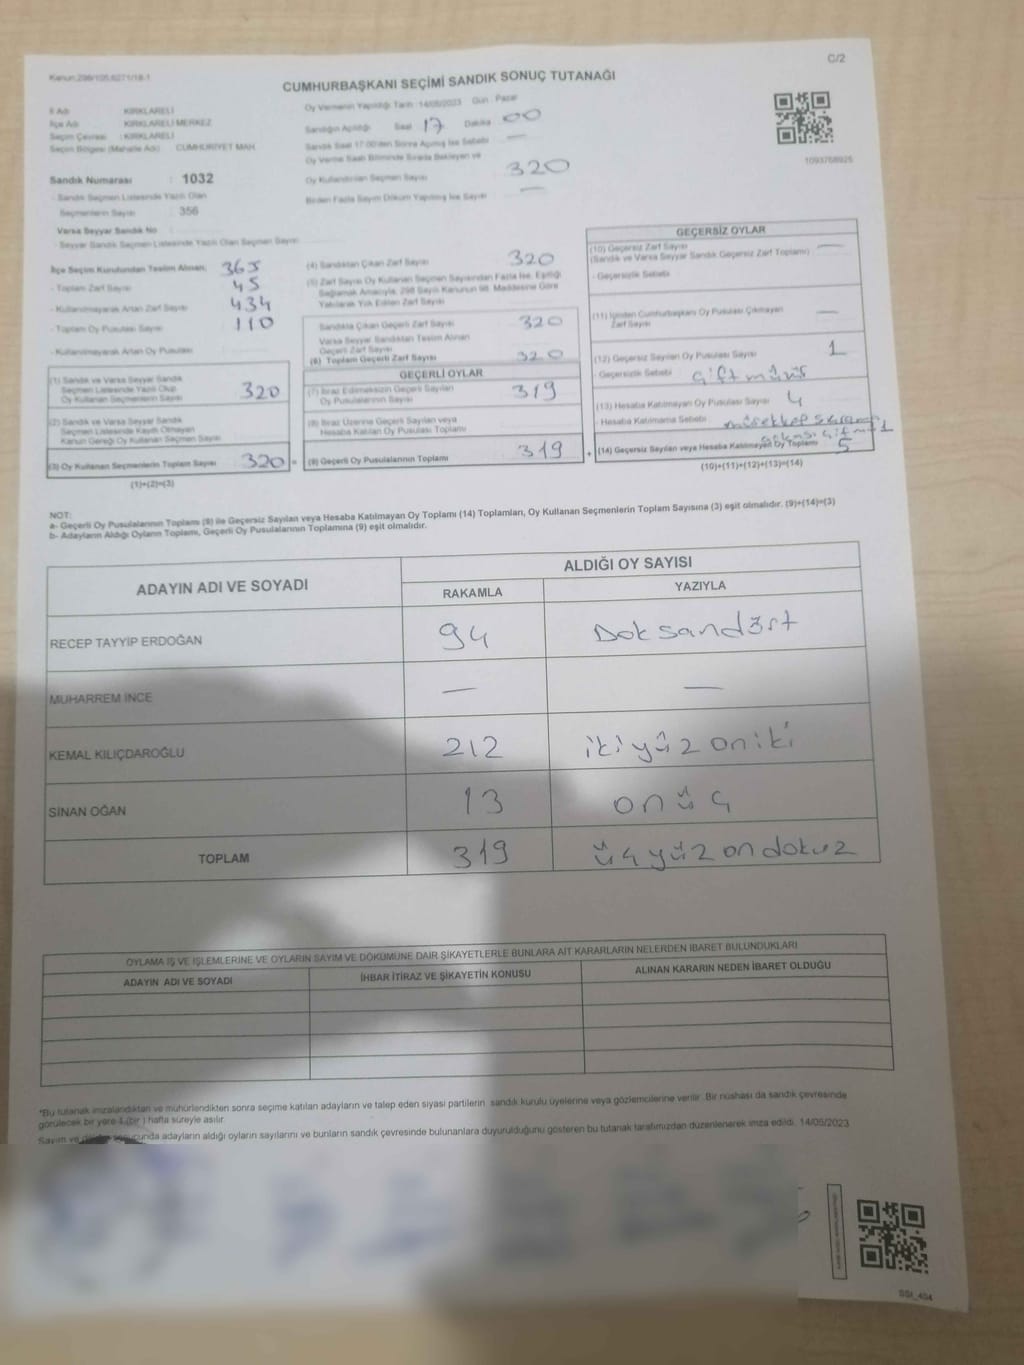 C/2
Kanun:298/105,6271/18-1
CUMHURBAŞKANI SEÇİMİ SANDIK SONUÇ TUTANAĞI
İl Adı : KIRKLARELİ
İlçe Adı : KIRKLARELİ MERKEZ
Seçim Çevresi : KIRKLARELİ
Seçim Bölgesi (Mahalle Adı) CUMHURİYET MAH.
Sandık Numarası : 1032
- Sandık Seçmen Listesinde Yazılı Olan
Seçmenlerin Sayısı : 356
Varsa Seyyar Sandık No
- Seyyar Sandık Seçmen Listesinde Yazılı Olan Seçmen Sayısı
Oy Vermenin Yapıldığı Tarih : 14/05/2023 Gün : Pazar
Sandığın Açıldığı Saat 17 Dakika 00
Sandık Saat 17.00'den Sonra Açılmış İse Sebebi —
Oy Verme Saati Bitiminde Sırada Bekleyen ve
Oy Kullandırılan Seçmen Sayısı 320
Birden Fazla Sayım Döküm Yapılmış İse Sayısı —
1093768925
İlçe Seçim Kurulundan Teslim Alınan; 365
- Toplam Zarf Sayısı 45
- Kullanılmayarak Artan Zarf Sayısı 434
- Toplam Oy Pusulası Sayısı 110
- Kullanılmayarak Artan Oy Pusulası
(1) Sandık ve Varsa Seyyar Sandık
Seçmen Listesinde Yazılı Olup
Oy Kullanan Seçmenlerin Sayısı 320
(2) Sandık ve Varsa Seyyar Sandık
Seçmen Listesinde Kayıtlı Olmayan
Kanun Gereği Oy Kullanan Seçmen Sayısı
(3) Oy Kullanan Seçmenlerin Toplam Sayısı 320 =
(1)+(2)=(3)
(4) Sandıktan Çıkan Zarf Sayısı 320
(5) Zarf Sayısı Oy Kullanan Seçmen Sayısından Fazla İse, Eşitliği
Sağlamak Amacıyla, 298 Sayılı Kanunun 98. Maddesine Göre
Yakılarak Yok Edilen Zarf Sayısı
Sandıkta Çıkan Geçerli Zarf Sayısı 320
Varsa Seyyar Sandıktan Teslim Alınan
Geçerli Zarf Sayısı
(6) Toplam Geçerli Zarf Sayısı 320
GEÇERLİ OYLAR
(7) İtiraz Edilmeksizin Geçerli Sayılan
Oy Pusulalarının Sayısı 319
(8) İtiraz Üzerine Geçerli Sayılan veya
Hesaba Katılan Oy Pusulası Toplamı
(9) Geçerli Oy Pusulalarının Toplamı 319 +
GEÇERSİZ OYLAR
(10) Geçersiz Zarf Sayısı —
(Sandık ve Varsa Seyyar Sandık Geçersiz Zarf Toplamı)
- Geçersizlik Sebebi
(11) İçinden Cumhurbaşkanı Oy Pusulası Çıkmayan —
Zarf Sayısı
(12) Geçersiz Sayılan Oy Pusulası Sayısı 1
- Geçersizlik Sebebi çift mühür
(13) Hesaba Katılmayan Oy Pusulası Sayısı 4
- Hesaba Katılmama Sebebi
(14) Geçersiz Sayılan veya Hesaba Katılmayan Oy Toplamı 5
(10)+(11)+(12)+(13)=(14)
NOT:
a- Geçerli Oy Pusulalarının Toplamı (9) ile Geçersiz Sayılan veya Hesaba Katılmayan Oy Toplamı (14) Toplamları, Oy Kullanan Seçmenlerin Toplam Sayısına (3) eşit olmalıdır. (9)+(14)=(3)
b- Adayların Aldığı Oyların Toplamı, Geçerli Oy Pusulalarının Toplamına (9) eşit olmalıdır.
ADAYIN ADI VE SOYADI ALDIĞI OY SAYISI
RAKAMLA YAZIYLA
RECEP TAYYİP ERDOĞAN 94 Doksandört
MUHARREM İNCE — —
KEMAL KILIÇDAROĞLU 212 ikiyüz oniki
SİNAN OĞAN 13 onüç
TOPLAM 319 üçyüz ondokuz
OYLAMA İŞ VE İŞLEMLERİNE VE OYLARIN SAYIM VE DÖKÜMÜNE DAİR ŞİKAYETLERLE BUNLARA AİT KARARLARIN NELERDEN İBARET BULUNDUKLARI
ADAYIN ADI VE SOYADI İHBAR İTİRAZ VE ŞİKAYETİN KONUSU ALINAN KARARIN NEDEN İBARET OLDUĞU
*Bu tutanak imzalandıktan ve mühürlendikten sonra seçime katılan adayların ve talep eden siyasi partilerin sandık kurulu üyelerine veya gözlemcilerine verilir. Bir nüshası da sandık çevresinde
görülecek bir yere 1 (bir ) hafta süreyle asılır.
Sayım ve sonucunda adayların aldığı oyların sayılarını ve bunların sandık çevresinde bulunanlara duyurulduğunu gösteren bu tutanak tarafımızdan düzenlenerek imza edildi. 14/05/2023
SSI_404